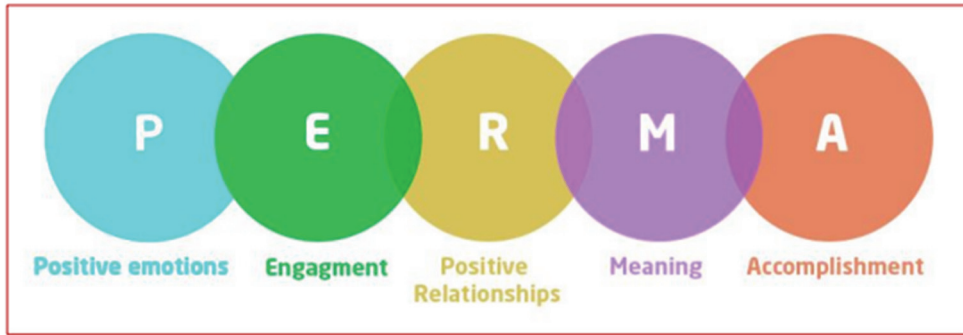 P E R M A
Positive emotions
Engagment
Positive
Relationships
Meaning
Accomplishment